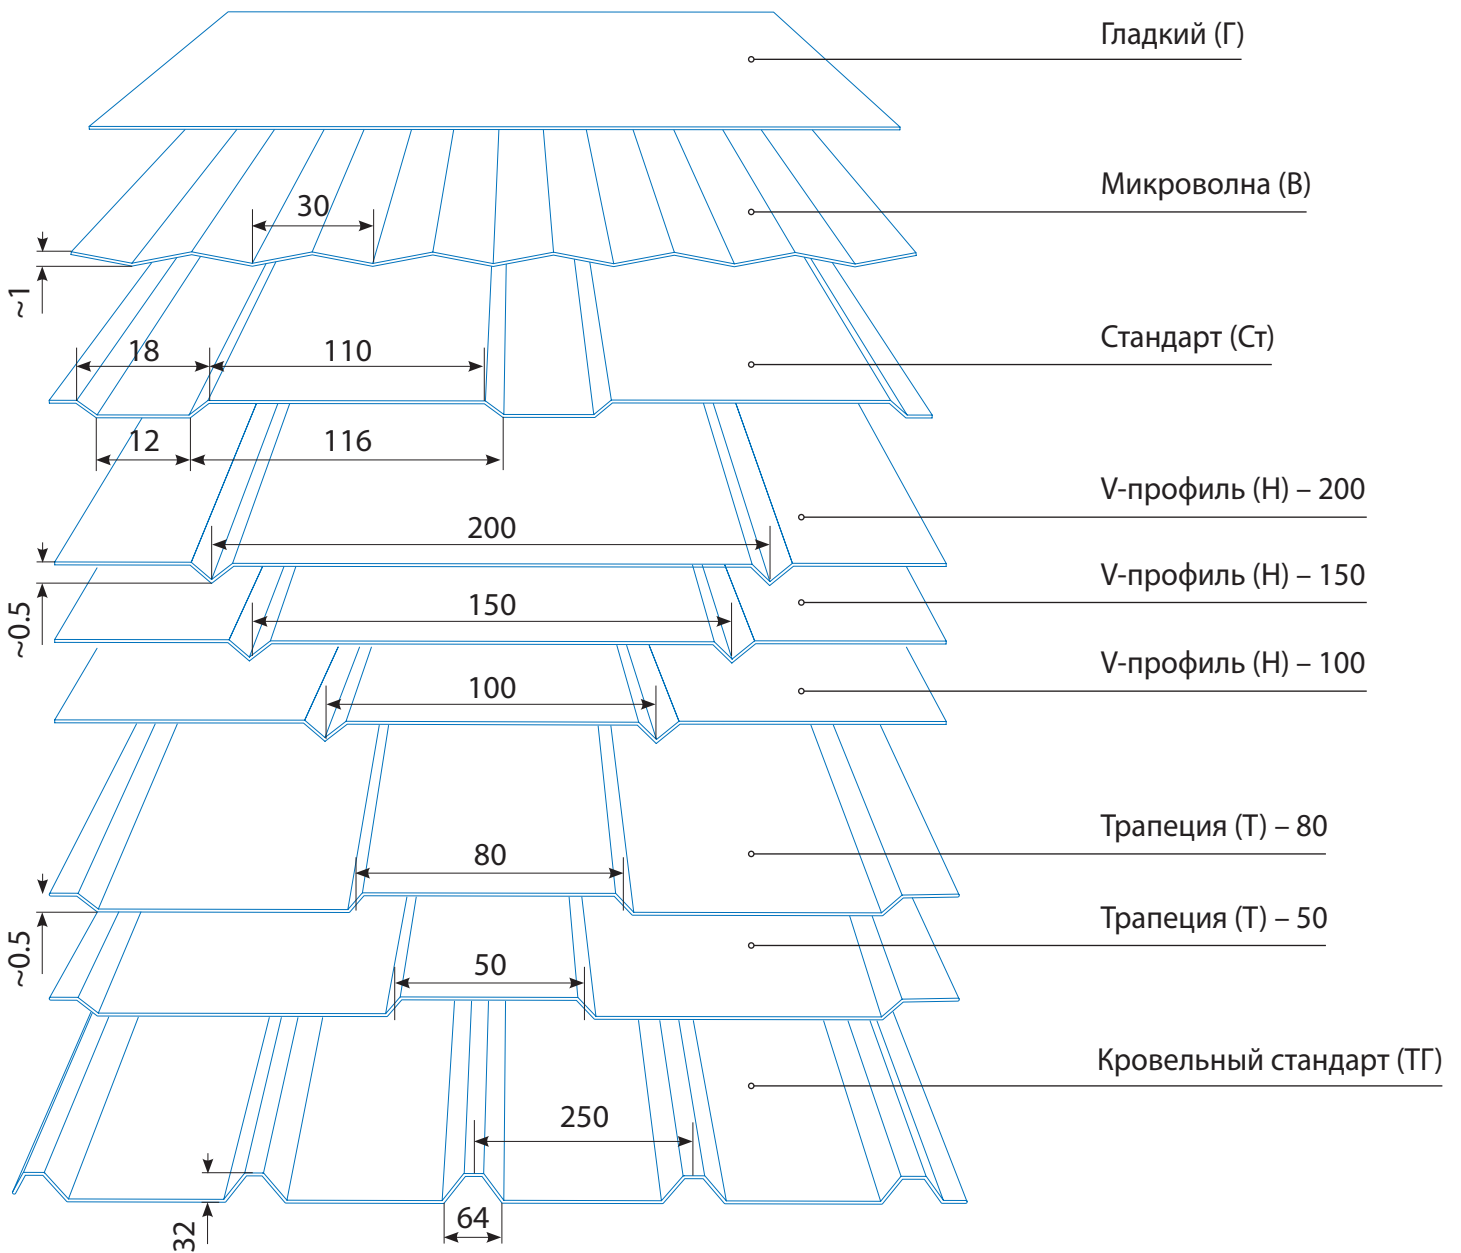 Гладкий (Г)
Микроволна (В)
30
~1
Стандарт (Ст)
18
110
12
116
V-профиль (Н) – 200
200
~0.5
V-профиль (Н) – 150
150
V-профиль (Н) – 100
100
Трапеция (Т) – 80
80
~0.5
Трапеция (Т) – 50
50
Кровельный стандарт (ТГ)
250
32
64